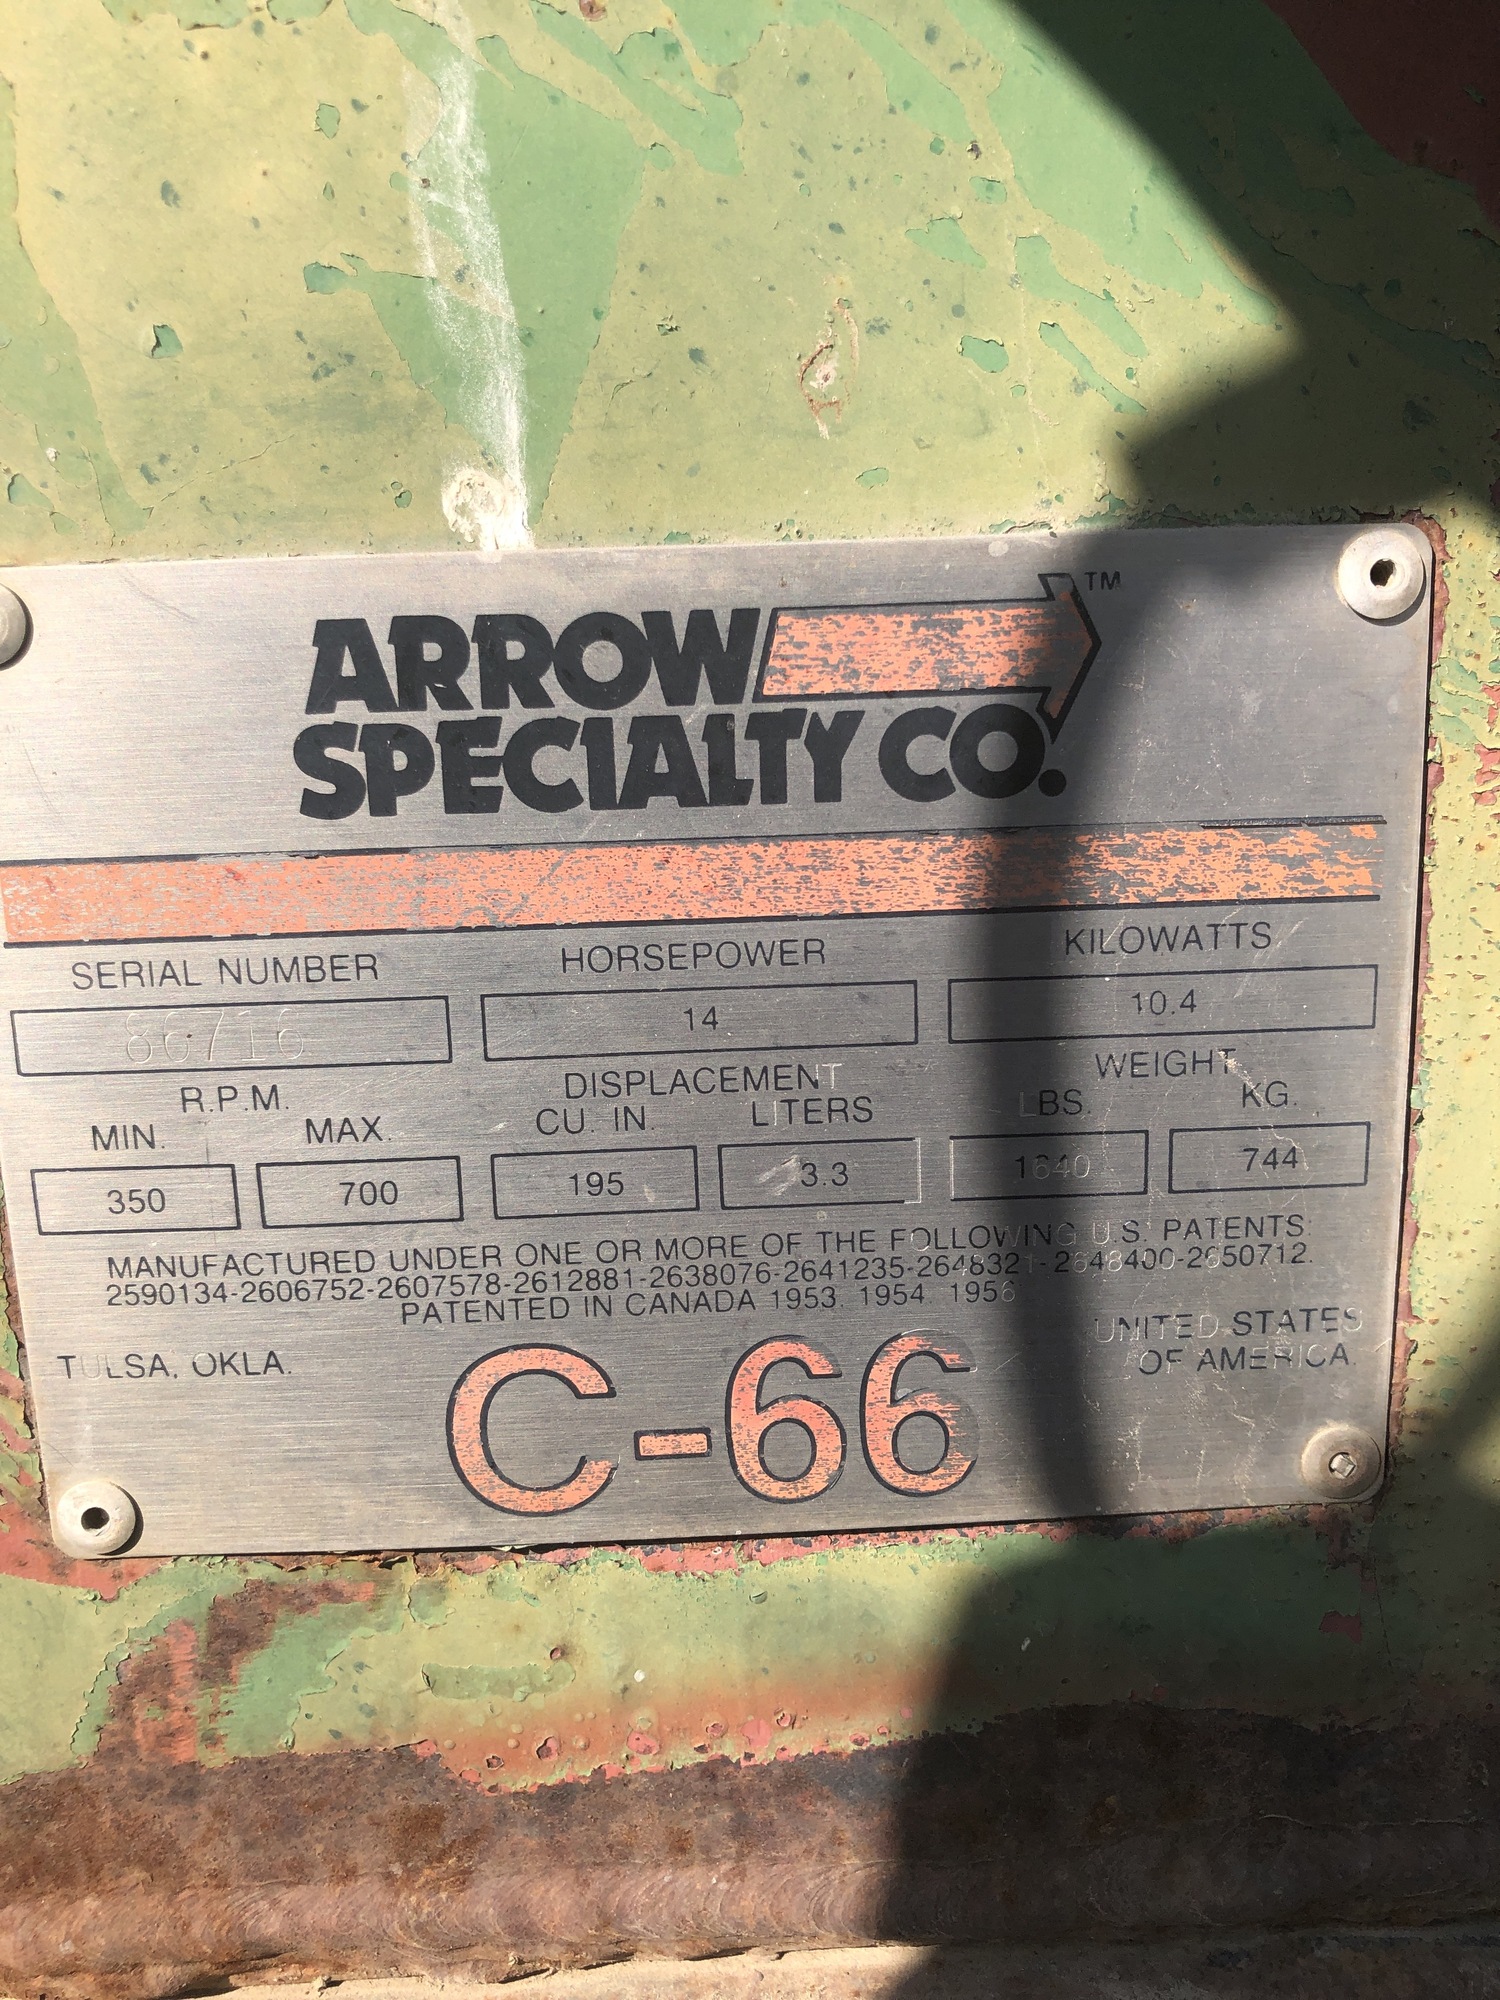 ARROW TM
SPECIALTY CO.
SERIAL NUMBER HORSEPOWER KILOWATTS
86716 14 10.4
R.P.M. DISPLACEMENT WEIGHT
MIN. MAX. CU. IN. LITERS LBS. KG.
350 700 195 3.3 1640 744
MANUFACTURED UNDER ONE OR MORE OF THE FOLLOWING U.S. PATENTS:
2590134-2606752-2607578-2612881-2638076-2641235-2648321-2648400-2650712.
PATENTED IN CANADA 1953, 1954, 1956
TULSA, OKLA. UNITED STATES
OF AMERICA.
C-66